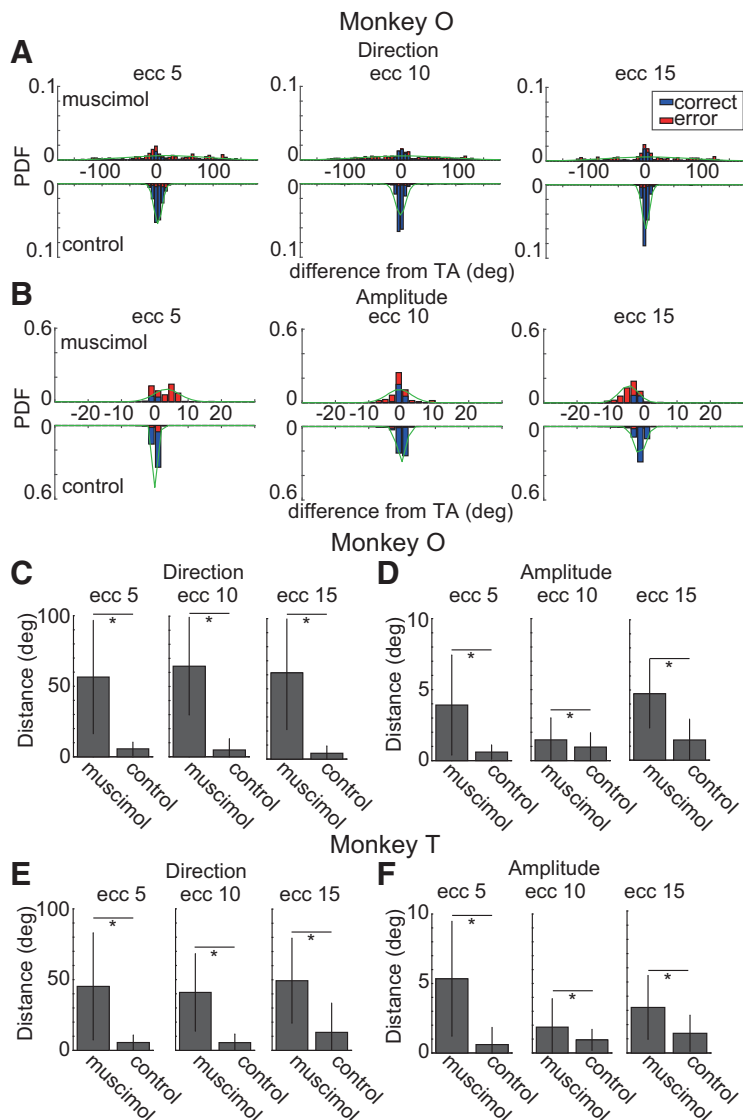 Monkey O
A
Direction
ecc 5 ecc 10 ecc 15
0.1 0.1 0.1
muscimol
correct
error
PDF
0 0 0
-100 0 100 -100 0 100 -100 0 100
0 0 0
control
0.1 0.1 0.1
difference from TA (deg)
B
Amplitude
ecc 5 ecc 10 ecc 15
0.6 0.6 0.6
muscimol
PDF
0 0 0
-20 -10 0 10 20 -20 -10 0 10 20 -20 -10 0 10 20
0 0 0
control
0.6 0.6 0.6
difference from TA (deg)
Monkey O
C
Direction
ecc 5 ecc 10 ecc 15
Distance (deg)
100
50
0
* * *
muscimol control muscimol control muscimol control
D
Amplitude
ecc 5 ecc 10 ecc 15
Distance (deg)
10
5
0
* * *
muscimol control muscimol control muscimol control
Monkey T
E
Direction
ecc 5 ecc 10 ecc 15
Distance (deg)
100
50
0
* * *
muscimol control muscimol control muscimol control
F
Amplitude
ecc 5 ecc 10 ecc 15
Distance (deg)
10
5
0
* * *
muscimol control muscimol control muscimol control